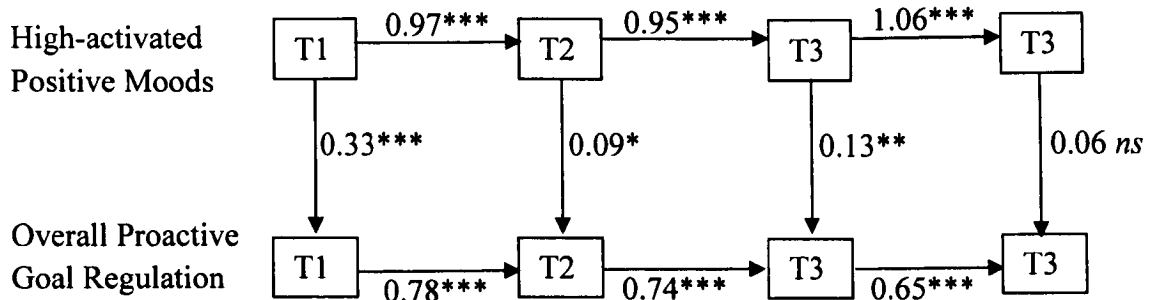 High-activated
Positive Moods
T1
0.97***
T2
0.95***
T3
1.06***
T3
0.33***
0.09*
0.13**
0.06 ns
Overall Proactive
Goal Regulation
T1
0.78***
T2
0.74***
T3
0.65***
T3